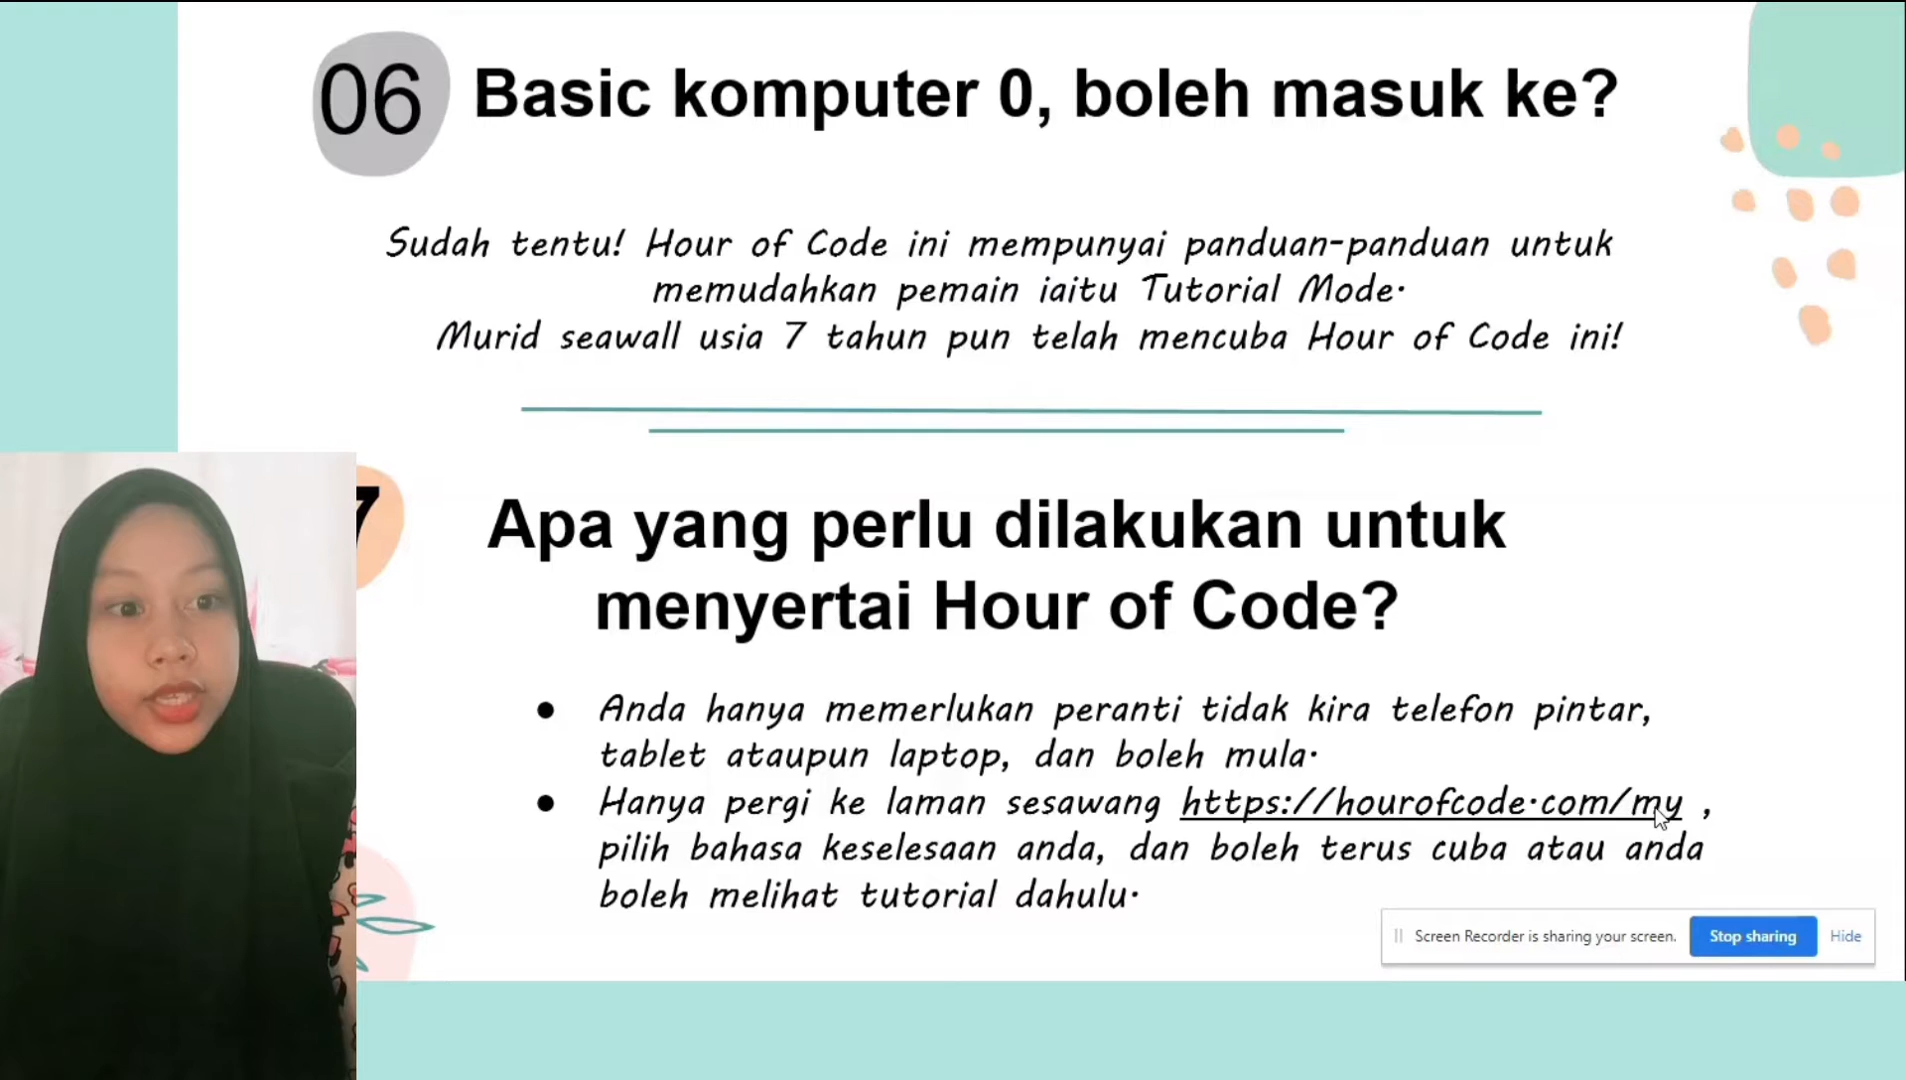 06 Basic komputer 0, boleh masuk ke?
Sudah tentu! Hour of Code ini mempunyai panduan-panduan untuk
memudahkan pemain iaitu Tutorial Mode.
Murid seawall usia 7 tahun pun telah mencuba Hour of Code ini!
7
Apa yang perlu dilakukan untuk
menyertai Hour of Code?
● Anda hanya memerlukan peranti tidak kira telefon pintar,
tablet ataupun laptop, dan boleh mula.
● Hanya pergi ke laman sesawang https://hourofcode.com/my ,
pilih bahasa keselesaan anda, dan boleh terus cuba atau anda
boleh melihat tutorial dahulu.
Screen Recorder is sharing your screen. Stop sharing Hide